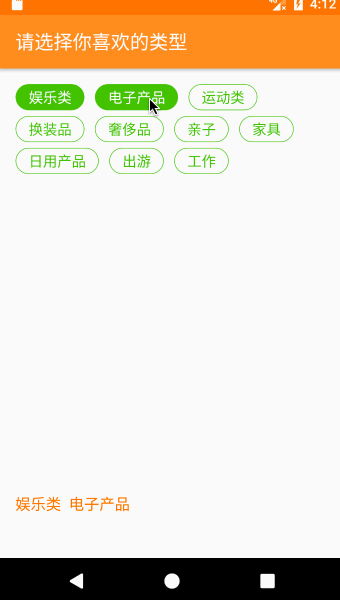 4:12
请选择你喜欢的类型
娱乐类 电子产品 运动类
换装品 奢侈品 亲子 家具
日用产品 出游 工作
娱乐类 电子产品